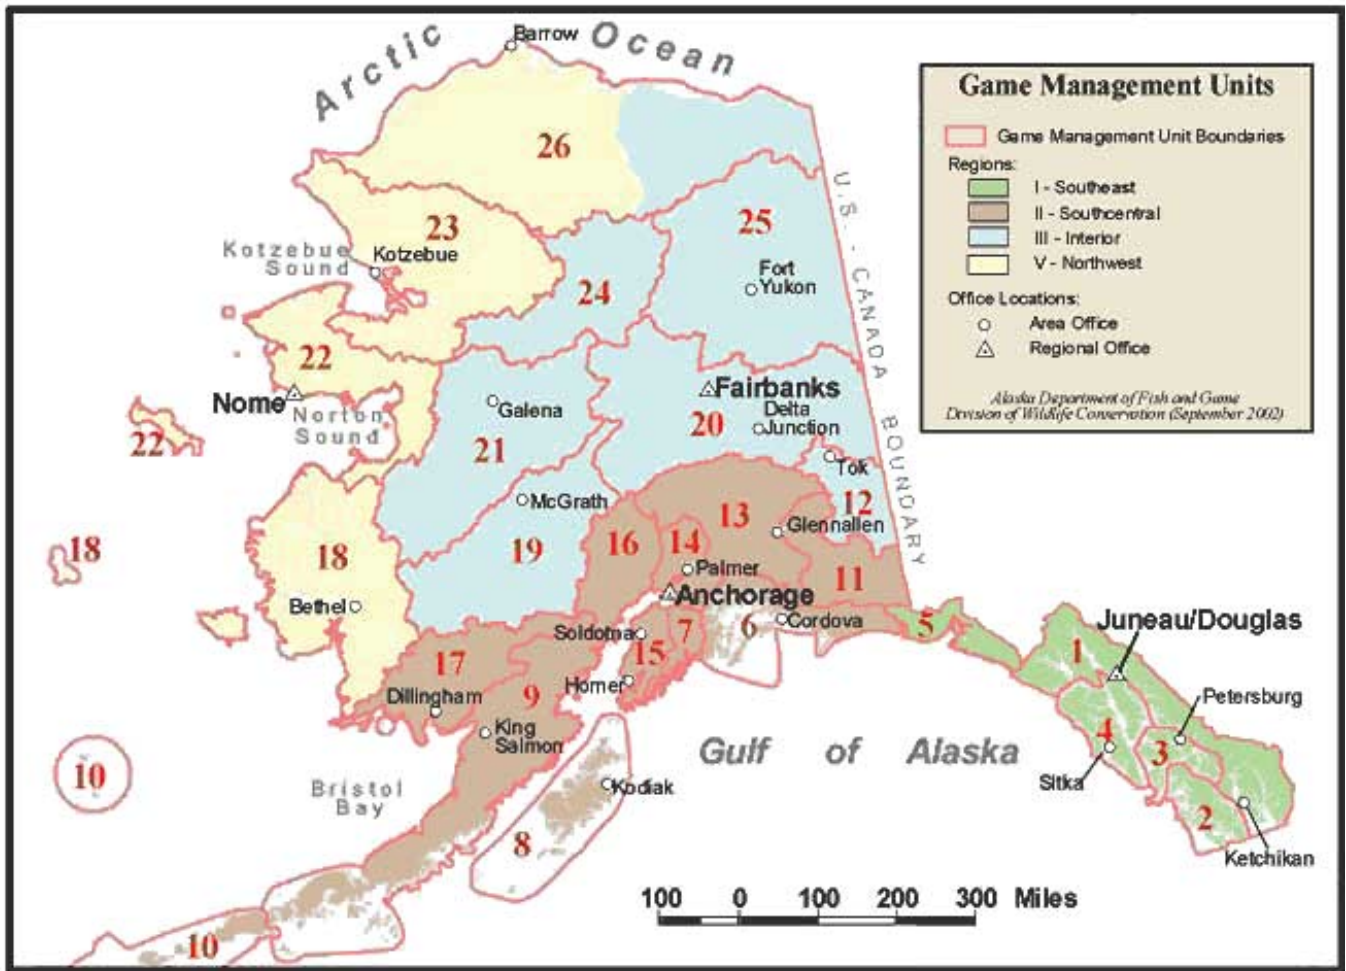 Arctic Ocean
Barrow
Game Management Units
Game Management Unit Boundaries
Regions:
I - Southeast
II - Southcentral
III - Interior
V - Northwest
Office Locations:
Area Office
Regional Office
Alaska Department of Fish and Game
Division of Wildlife Conservation (September 2002)
26
23
25
Kotzebue
Sound
Kotzebue
Fort
Yukon
24
U.S. - CANADA BOUNDARY
22
Nome
Norton
Sound
22
Galena
Fairbanks
Delta
Junction
20
21
Tok
McGrath
12
13
Glennallen
18
18
19
16
14
Palmer
11
Bethel
Anchorage
Soldotna
15
7
6
Cordova
5
Juneau/Douglas
1
17
9
Homer
Dillingham
King
Salmon
Petersburg
4
3
Sitka
Gulf of Alaska
10
Bristol
Bay
Kodiak
8
2
Ketchikan
10
100 0 100 200 300 Miles